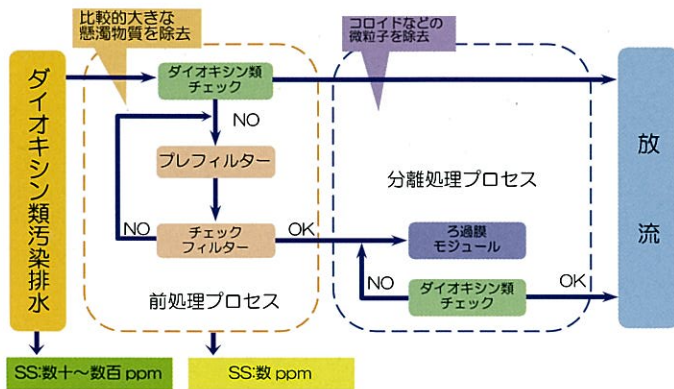 比較的大きな
懸濁物質を除去
コロイドなどの
微粒子を除去
ダイオキシン類汚染排水
ダイオキシン類
チェック
NO
プレフィルター
NO
チェック
フィルター
OK
前処理プロセス
分離処理プロセス
ろ過膜
モジュール
NO
ダイオキシン類
チェック
OK
放流
SS:数十～数百 ppm
SS:数 ppm